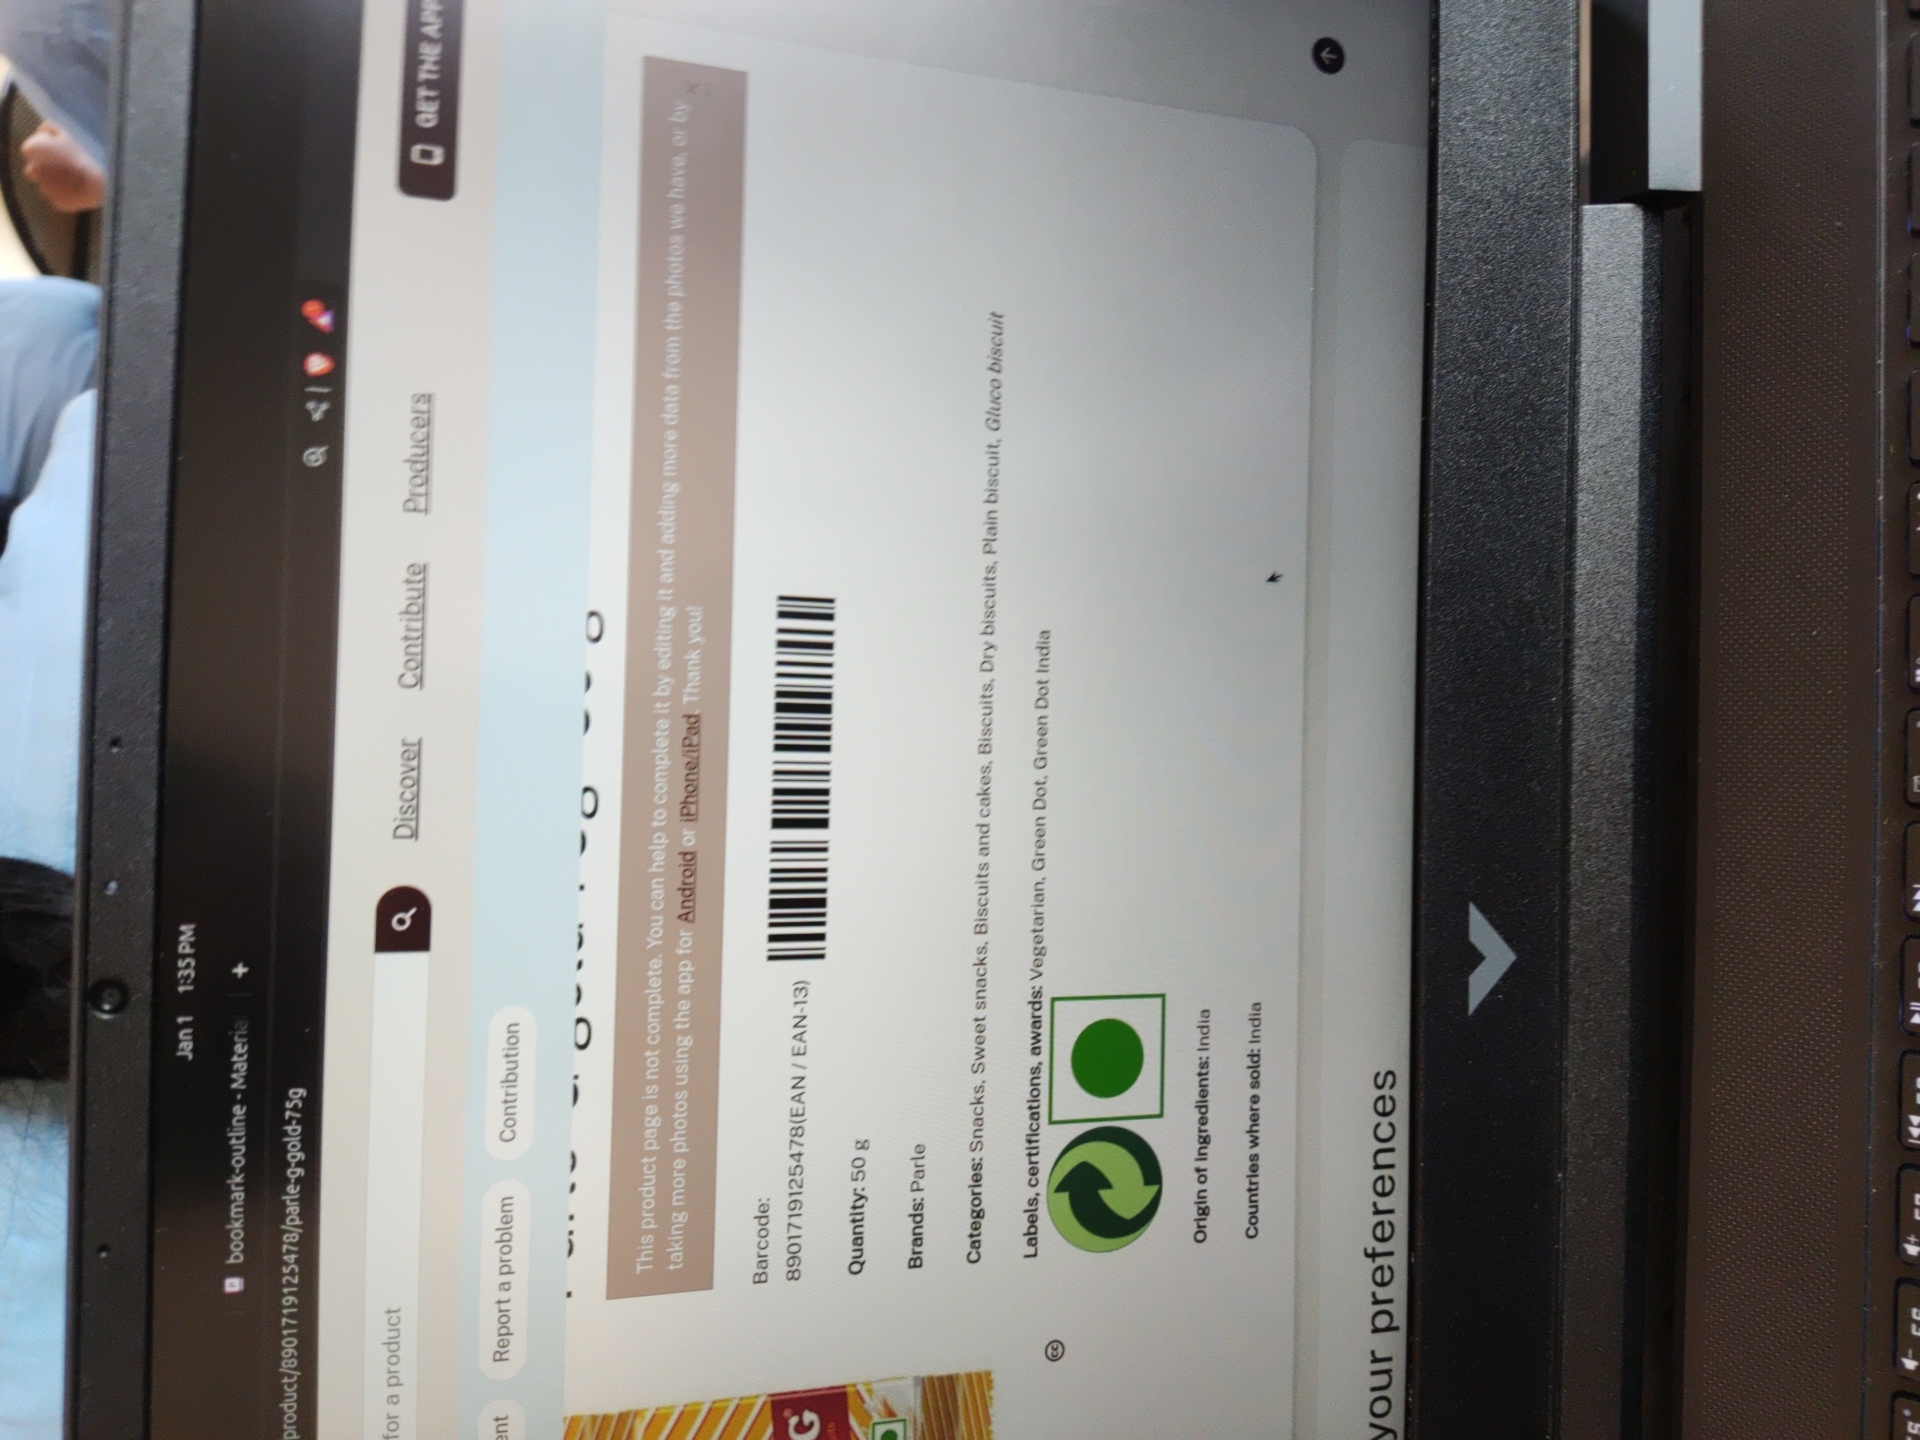 Jan 1 1:35 PM
bookmark-outline - Materia
product/8901719125478/parle-g-gold-75g
for a product
Discover
Contribute
Producers
GET THE APP
ent
Report a problem
Contribution
This product page is not complete. You can help to complete it by editing it and adding more data from the photos we have, or by
taking more photos using the app for Android or iPhone/iPad. Thank you!
G
Barcode:
8901719125478(EAN / EAN-13)
Quantity: 50 g
Brands: Parle
Categories: Snacks, Sweet snacks, Biscuits and cakes, Biscuits, Dry biscuits, Plain biscuit, Gluco biscuit
Labels, certifications, awards: Vegetarian, Green Dot, Green Dot India
cc
Origin of ingredients: India
Countries where sold: India
your preferences